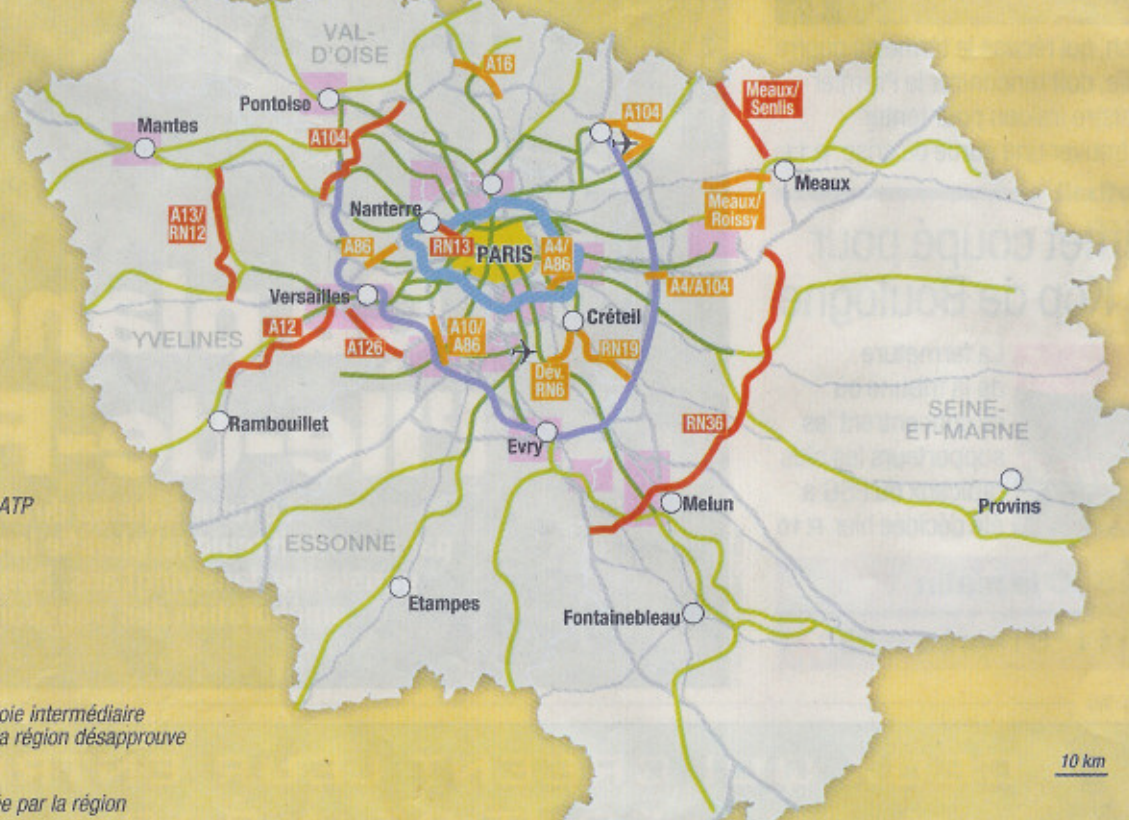 VAL-
D'OISE
A16
Pontoise
Mantes
A104
A104
Meaux/
Senlis
Meaux
Meaux/
Roissy
Nanterre
A13/
RN12
A86
RN13
PARIS
A4/
A86
A4/A104
Versailles
Créteil
YVELINES
A12
A126
A10/
A86
RN19
Dév.
RN6
Rambouillet
Evry
RN36
SEINE-
ET-MARNE
Melun
Provins
ATP
ESSONNE
Etampes
Fontainebleau
oie intermédiaire
a région désapprouve
10 km
e par la région